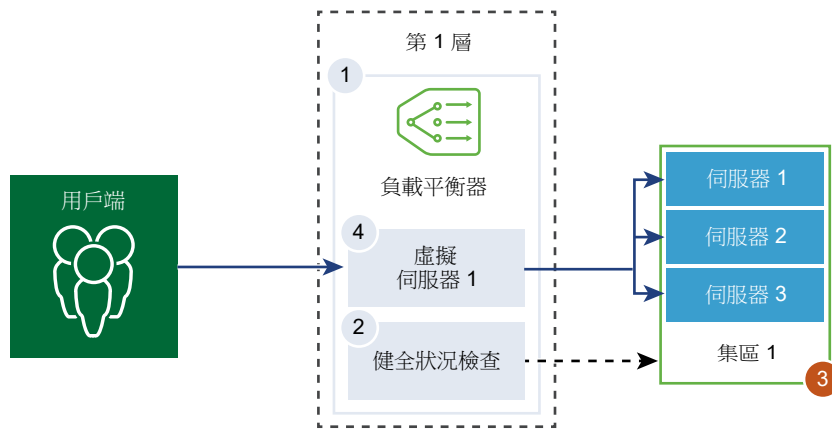 第 1 層
1
負載平衡器
用戶端
4
虛擬
伺服器 1
2
健全狀況檢查
伺服器 1
伺服器 2
伺服器 3
集區 1
3